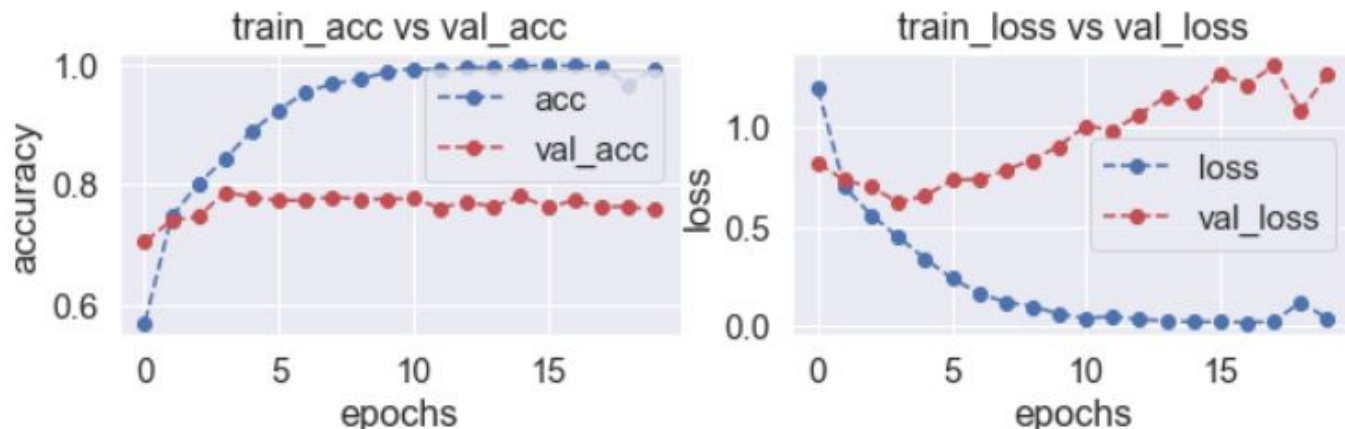 train_acc vs val_acc
1.0
0.8
0.6
accuracy
acc
val_acc
0 5 10 15
epochs
train_loss vs val_loss
1.0
0.5
0.0
loss
loss
val_loss
0 5 10 15
epochs